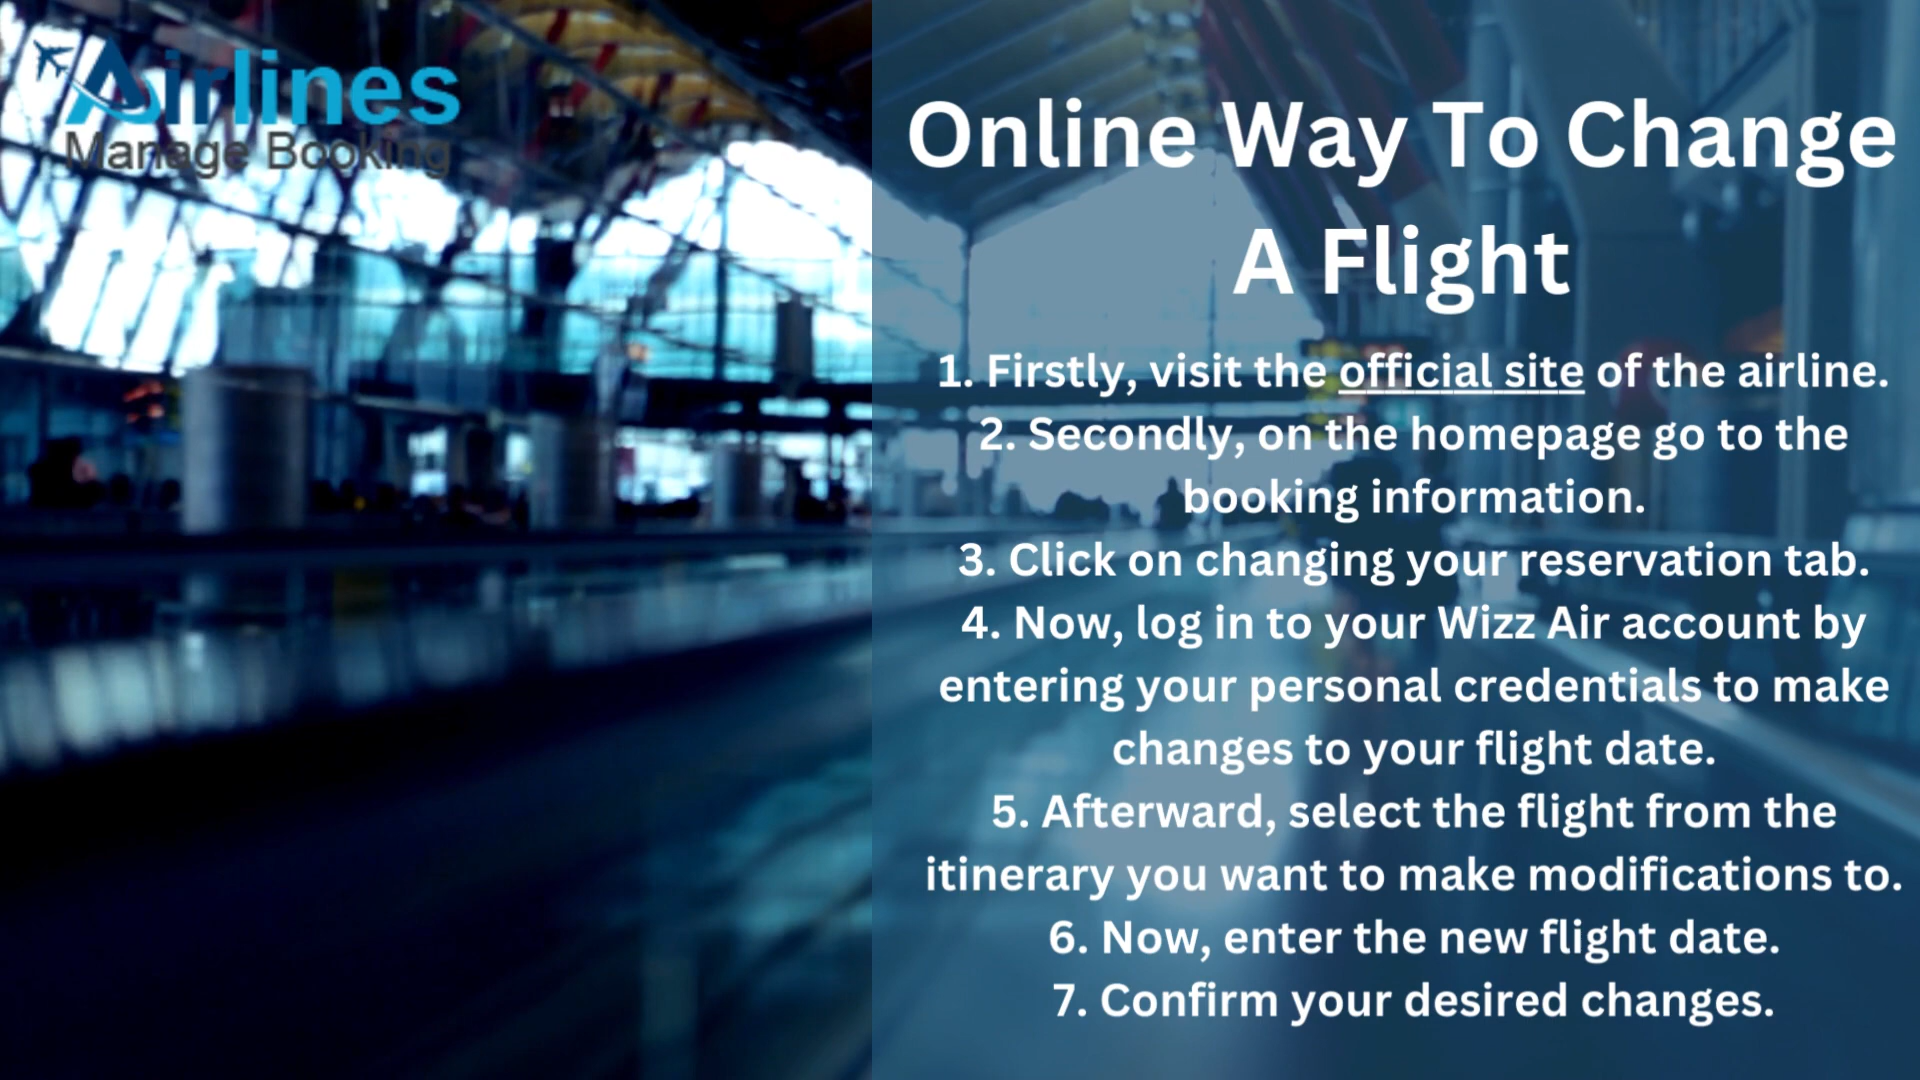 Airlines
Manage Booking
Online Way To Change
A Flight
1. Firstly, visit the official site of the airline.
2. Secondly, on the homepage go to the
booking information.
3. Click on changing your reservation tab.
4. Now, log in to your Wizz Air account by
entering your personal credentials to make
changes to your flight date.
5. Afterward, select the flight from the
itinerary you want to make modifications to.
6. Now, enter the new flight date.
7. Confirm your desired changes.